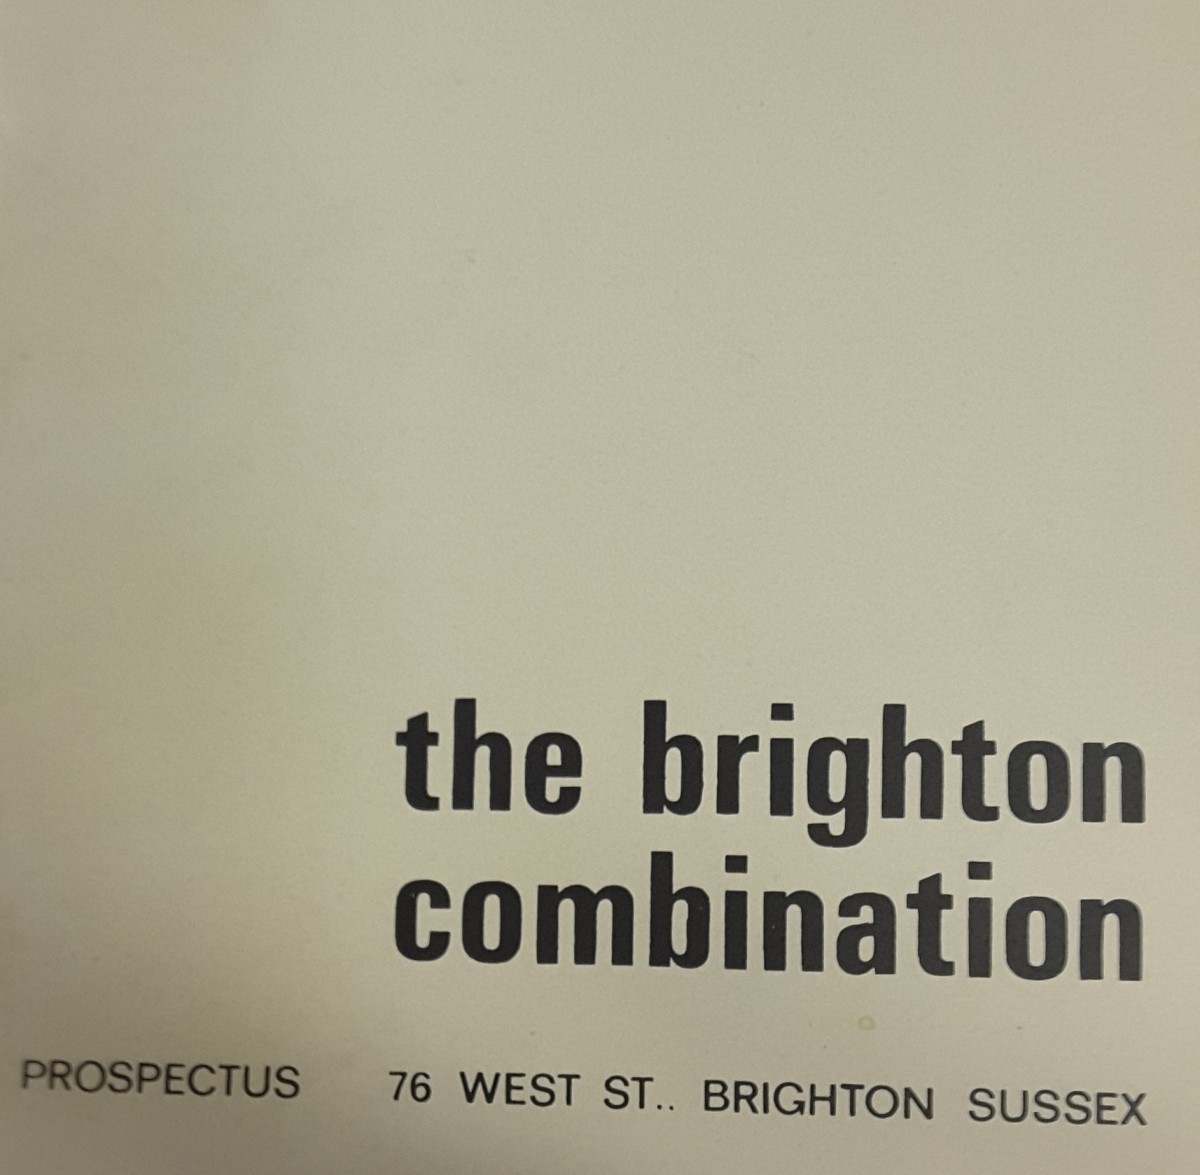 the brighton
combination
PROSPECTUS 76 WEST ST.. BRIGHTON SUSSEX